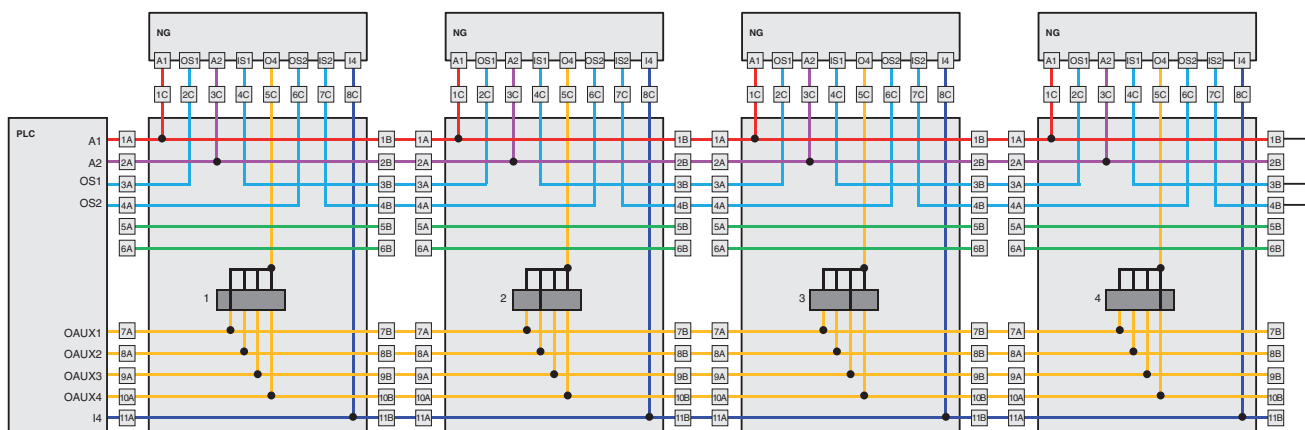 NG NG NG NG
A1 OS1 A2 IS1 O4 OS2 IS2 I4 A1 OS1 A2 IS1 O4 OS2 IS2 I4 A1 OS1 A2 IS1 O4 OS2 IS2 I4 A1 OS1 A2 IS1 O4 OS2 IS2 I4
1C 2C 3C 4C 5C 6C 7C 8C 1C 2C 3C 4C 5C 6C 7C 8C 1C 2C 3C 4C 5C 6C 7C 8C 1C 2C 3C 4C 5C 6C 7C 8C
PLC
A1 1A 1B 1A 1B 1A 1B 1A 1B
A2 2A 2B 2A 2B 2A 2B 2A 2B
OS1 3A 3B 3A 3B 3A 3B 3A 3B
OS2 4A 4B 4A 4B 4A 4B 4A 4B
5A 5B 5A 5B 5A 5B 5A 5B
6A 6B 6A 6B 6A 6B 6A 6B
1 2 3 4
OAUX1 7A 7B 7A 7B 7A 7B 7A 7B
OAUX2 8A 8B 8A 8B 8A 8B 8A 8B
OAUX3 9A 9B 9A 9B 9A 9B 9A 9B
OAUX4 10A 10B 10A 10B 10A 10B 10A 10B
I4 11A 11B 11A 11B 11A 11B 11A 11B